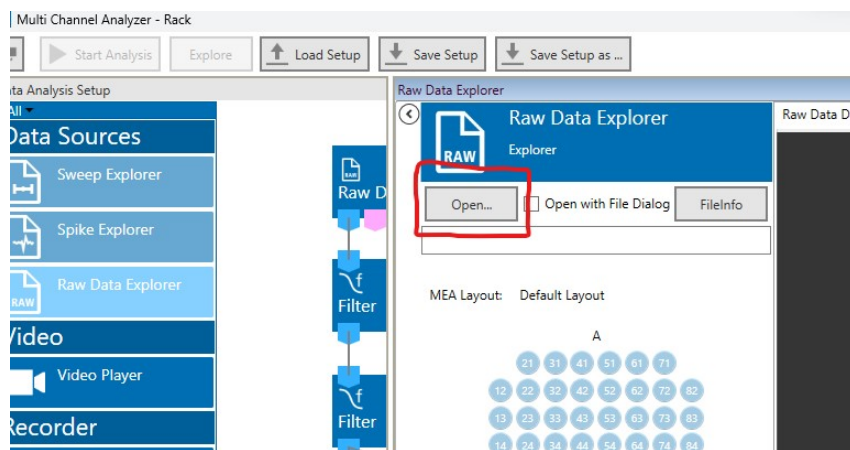 Multi Channel Analyzer - Rack
Start Analysis
Explore
Load Setup
Save Setup
Save Setup as ...
ata Analysis Setup
All
Data Sources
Sweep Explorer
Spike Explorer
RAW
Raw Data Explorer
Video
Video Player
Recorder
RAW
Raw D
f
Filter
f
Filter
Raw Data Explorer
RAW
Raw Data Explorer
Explorer
Open...
Open with File Dialog
FileInfo
MEA Layout: Default Layout
A
21 31 41 51 61 71
12 22 32 42 52 62 72 82
13 23 33 43 53 63 73 83
14 24 34 44 54 64 74 84
Raw Data D